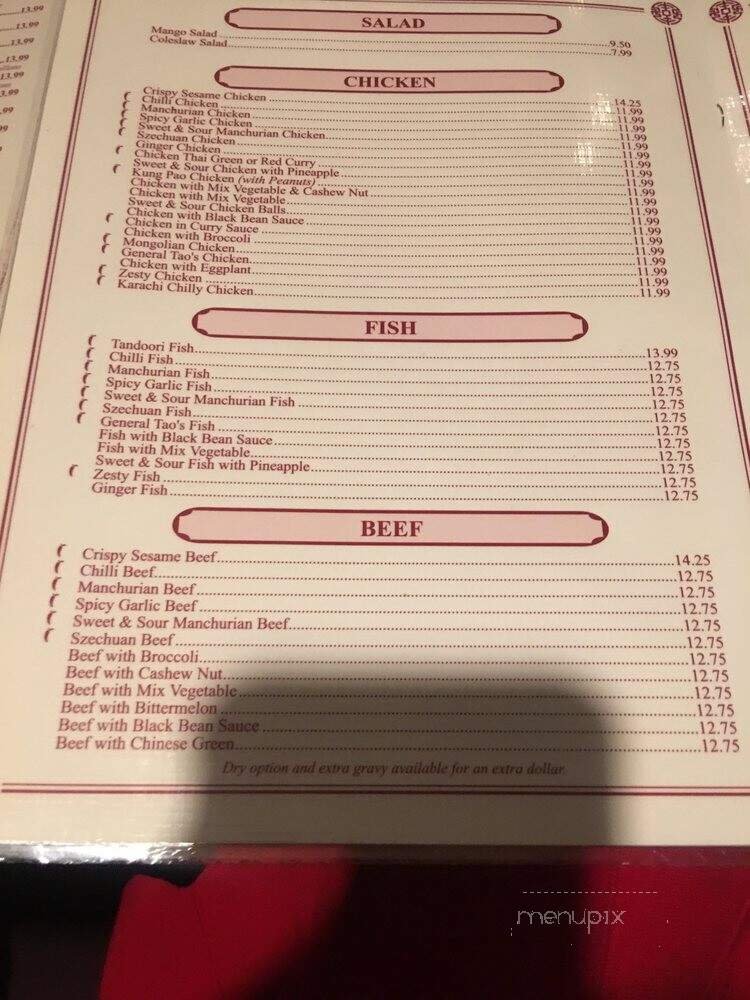 13.99
13.99
13.99
13.99
3.99
.99
99
SALAD
Mango Salad 9.50
Coleslaw Salad 7.99
CHICKEN
Crispy Sesame Chicken 14.25
Chilli Chicken 11.99
Manchurian Chicken 11.99
Spicy Garlic Chicken 11.99
Sweet & Sour Manchurian Chicken 11.99
Szechuan Chicken 11.99
Ginger Chicken 11.99
Chicken Thai Green or Red Curry 11.99
Sweet & Sour Chicken with Pineapple 11.99
Kung Pao Chicken (with Peanuts) 11.99
Chicken with Mix Vegetable & Cashew Nut 11.99
Chicken with Mix Vegetable 11.99
Sweet & Sour Chicken Balls 11.99
Chicken with Black Bean Sauce 11.99
Chicken in Curry Sauce 11.99
Chicken with Broccoli 11.99
Mongolian Chicken 11.99
General Tao's Chicken 11.99
Chicken with Eggplant 11.99
Zesty Chicken 11.99
Karachi Chilly Chicken 11.99
FISH
Tandoori Fish 13.99
Chilli Fish 12.75
Manchurian Fish 12.75
Spicy Garlic Fish 12.75
Sweet & Sour Manchurian Fish 12.75
Szechuan Fish 12.75
General Tao's Fish 12.75
Fish with Black Bean Sauce 12.75
Fish with Mix Vegetable 12.75
Sweet & Sour Fish with Pineapple 12.75
Zesty Fish 12.75
Ginger Fish 12.75
BEEF
Crispy Sesame Beef 14.25
Chilli Beef 12.75
Manchurian Beef 12.75
Spicy Garlic Beef 12.75
Sweet & Sour Manchurian Beef 12.75
Szechuan Beef 12.75
Beef with Broccoli 12.75
Beef with Cashew Nut 12.75
Beef with Mix Vegetable 12.75
Beef with Bittermelon 12.75
Beef with Black Bean Sauce 12.75
Beef with Chinese Green 12.75
Dry option and extra gravy available for an extra dollar.
menupix